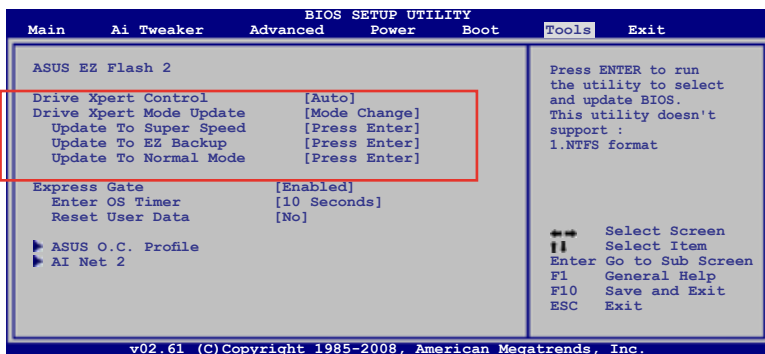 BIOS SETUP UTILITY
Main Ai Tweaker Advanced Power Boot Tools Exit
ASUS EZ Flash 2
Drive Xpert Control [Auto]
Drive Xpert Mode Update [Mode Change]
Update To Super Speed [Press Enter]
Update To EZ Backup [Press Enter]
Update To Normal Mode [Press Enter]
Express Gate [Enabled]
Enter OS Timer [10 Seconds]
Reset User Data [No]
ASUS O.C. Profile
AI Net 2
Press ENTER to run
the utility to select
and update BIOS.
This utility doesn't
support :
1.NTFS format
Select Screen
Select Item
Enter Go to Sub Screen
F1 General Help
F10 Save and Exit
ESC Exit
v02.61 (C)Copyright 1985-2008, American Megatrends, Inc.